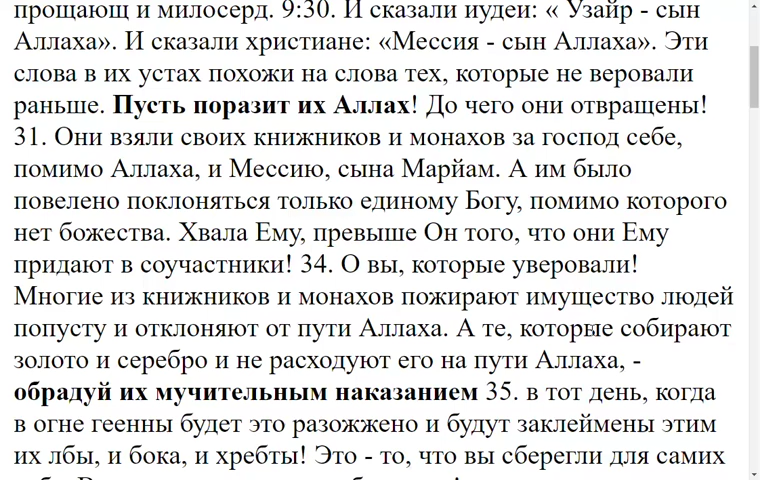 прощающ и милосерд. 9:30. И сказали иудеи: « Узайр - сын
Аллаха». И сказали христиане: «Мессия - сын Аллаха». Эти
слова в их устах похожи на слова тех, которые не веровали
раньше. Пусть поразит их Аллах! До чего они отвращены!
31. Они взяли своих книжников и монахов за господ себе,
помимо Аллаха, и Мессию, сына Марйам. А им было
повелено поклоняться только единому Богу, помимо которого
нет божества. Хвала Ему, превыше Он того, что они Ему
придают в соучастники! 34. О вы, которые уверовали!
Многие из книжников и монахов пожирают имущество людей
попусту и отклоняют от пути Аллаха. А те, которые собирают
золото и серебро и не расходуют его на пути Аллаха, -
обрадуй их мучительным наказанием 35. в тот день, когда
в огне геенны будет это разожжено и будут заклеймены этим
их лбы, и бока, и хребты! Это - то, что вы сберегли для самих